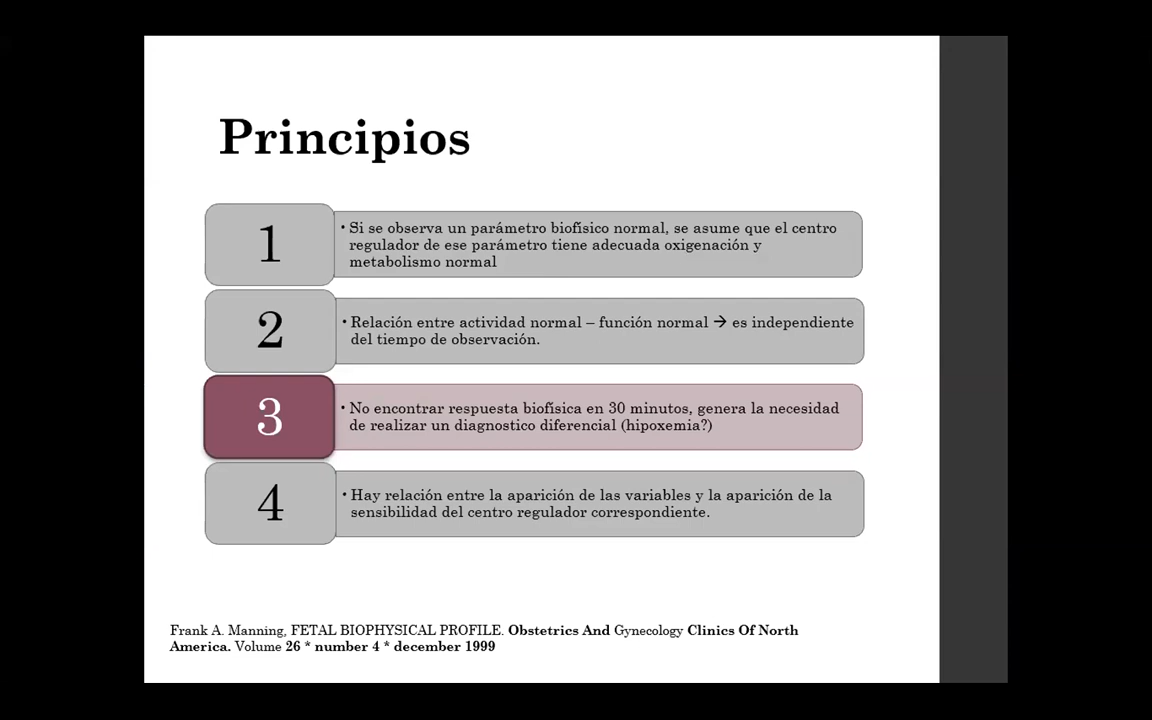 Principios
1
• Si se observa un parámetro biofísico normal, se asume que el centro
regulador de ese parámetro tiene adecuada oxigenación y
metabolismo normal
2
• Relación entre actividad normal – función normal → es independiente
del tiempo de observación.
3
• No encontrar respuesta biofísica en 30 minutos, genera la necesidad
de realizar un diagnostico diferencial (hipoxemia?)
4
• Hay relación entre la aparición de las variables y la aparición de la
sensibilidad del centro regulador correspondiente.
Frank A. Manning, FETAL BIOPHYSICAL PROFILE. Obstetrics And Gynecology Clinics Of North
America. Volume 26 * number 4 * december 1999